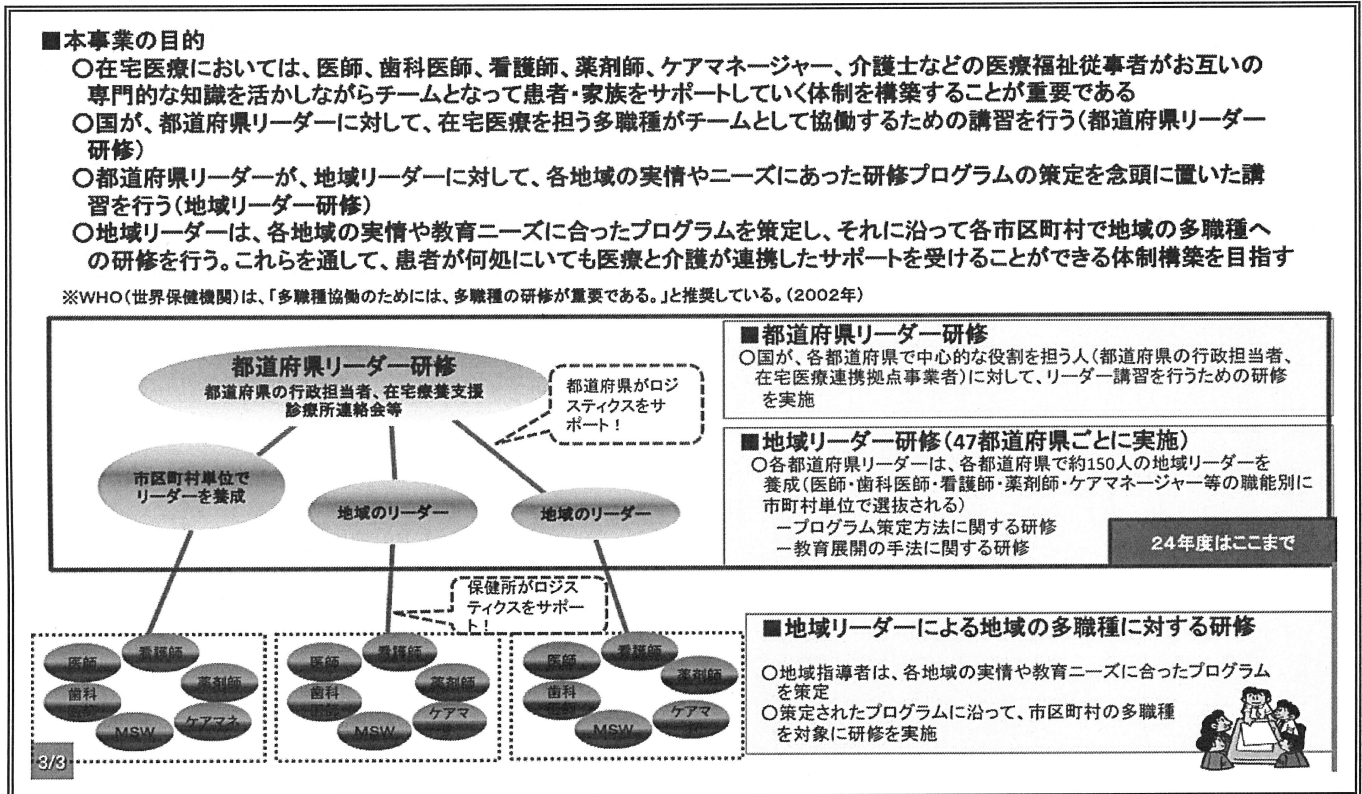 ■本事業の目的
○在宅医療においては、医師、歯科医師、看護師、薬剤師、ケアマネージャー、介護士などの医療福祉従事者がお互いの
専門的な知識を活かしながらチームとなって患者・家族をサポートしていく体制を構築することが重要である
○国が、都道府県リーダーに対して、在宅医療を担う多職種がチームとして協働するための講習を行う(都道府県リーダー
研修)
○都道府県リーダーが、地域リーダーに対して、各地域の実情やニーズにあった研修プログラムの策定を念頭に置いた講
習を行う(地域リーダー研修)
○地域リーダーは、各地域の実情や教育ニーズに合ったプログラムを策定し、それに沿って各市区町村で地域の多職種へ
の研修を行う。これらを通して、患者が何処にいても医療と介護が連携したサポートを受けることができる体制構築を目指す
※WHO(世界保健機関)は、「多職種協働のためには、多職種の研修が重要である。」と推奨している。(2002年)
都道府県リーダー研修
都道府県の行政担当者、在宅療養支援
診療所連絡会等
都道府県がロジ
スティクスをサ
ポート!
市区町村単位で
リーダーを養成
地域のリーダー
地域のリーダー
■都道府県リーダー研修
○国が、各都道府県で中心的な役割を担う人(都道府県の行政担当者、
在宅医療連携拠点事業者)に対して、リーダー講習を行うための研修
を実施
■地域リーダー研修(47都道府県ごとに実施)
○各都道府県リーダーは、各都道府県で約150人の地域リーダーを
養成(医師・歯科医師・看護師・薬剤師・ケアマネージャー等の職能別に
市町村単位で選抜される)
－プログラム策定方法に関する研修
－教育展開の手法に関する研修
24年度はここまで
保健所がロジス
ティクスをサポー
ト!
医師
看護師
薬剤師
歯科
MSW
ケアマネ
医師
看護師
薬剤師
歯科
MSW
ケアマ
医師
看護師
薬剤師
歯科
MSW
ケアマ
■地域リーダーによる地域の多職種に対する研修
○地域指導者は、各地域の実情や教育ニーズに合ったプログラム
を策定
○策定されたプログラムに沿って、市区町村の多職種
を対象に研修を実施
3/3